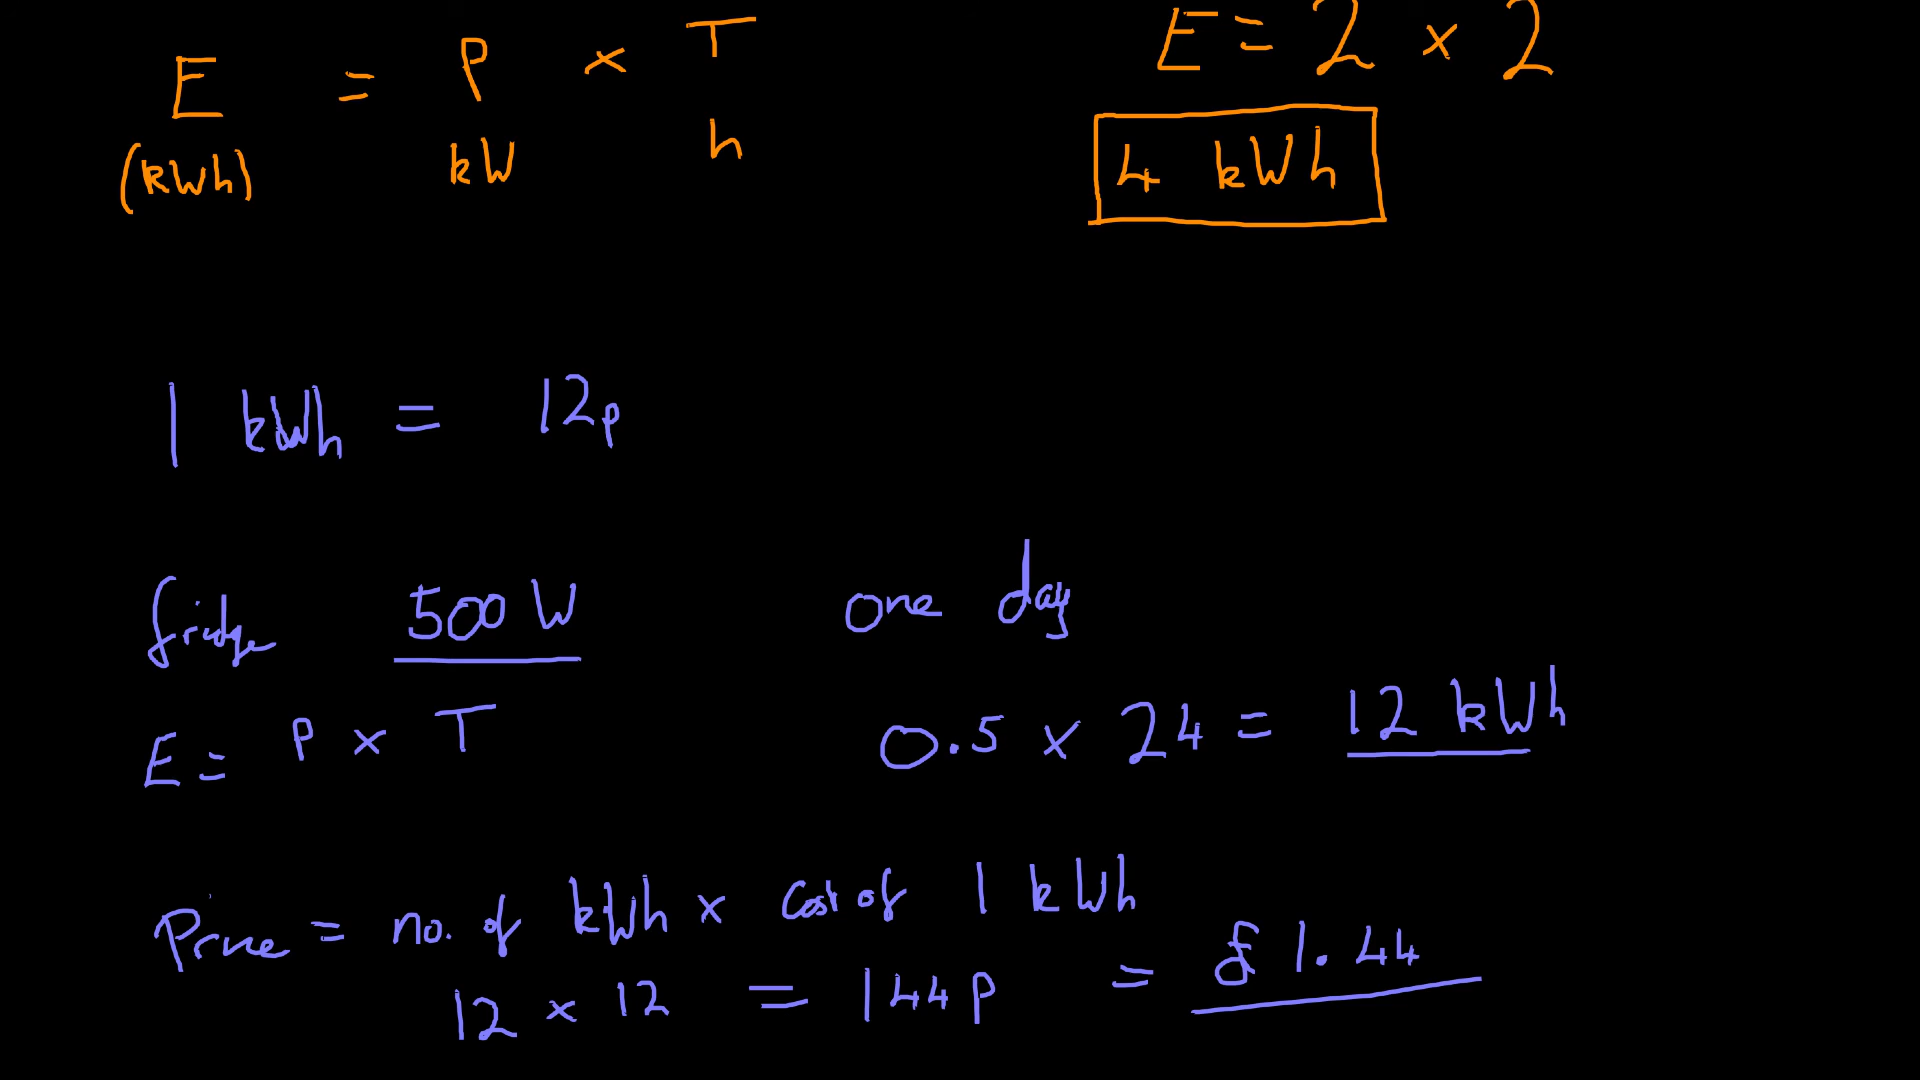 E = P × T
(kWh) kW h
E = 2 × 2
4 kWh
1 kWh = 12p
fridge 500 W one day
E = P × T 0.5 × 24 = 12 kWh
Price = no. of kWh × Cost of 1 kWh
12 × 12 = 144p = £1.44